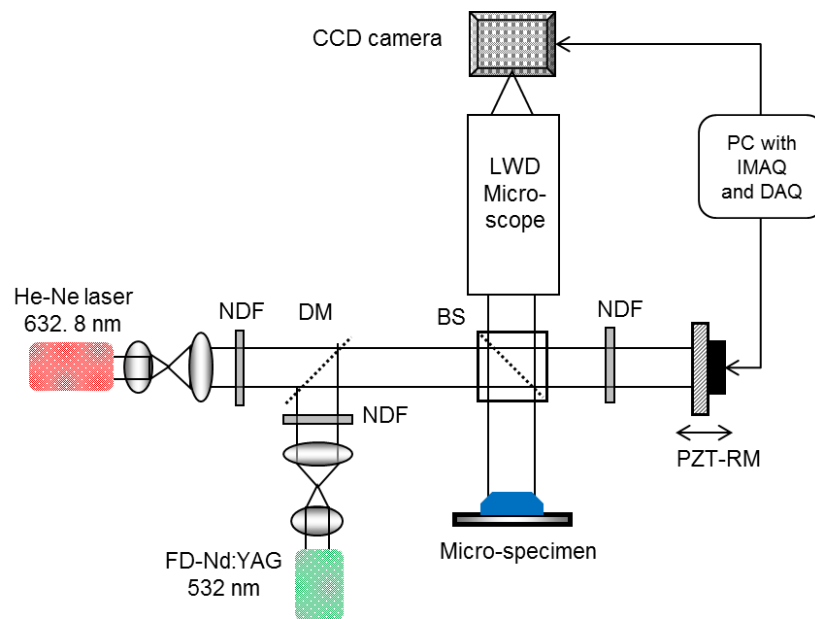 CCD camera
LWD
Micro-
scope
PC with
IMAQ
and DAQ
He-Ne laser
632. 8 nm
NDF
DM
BS
NDF
NDF
PZT-RM
Micro-specimen
FD-Nd:YAG
532 nm